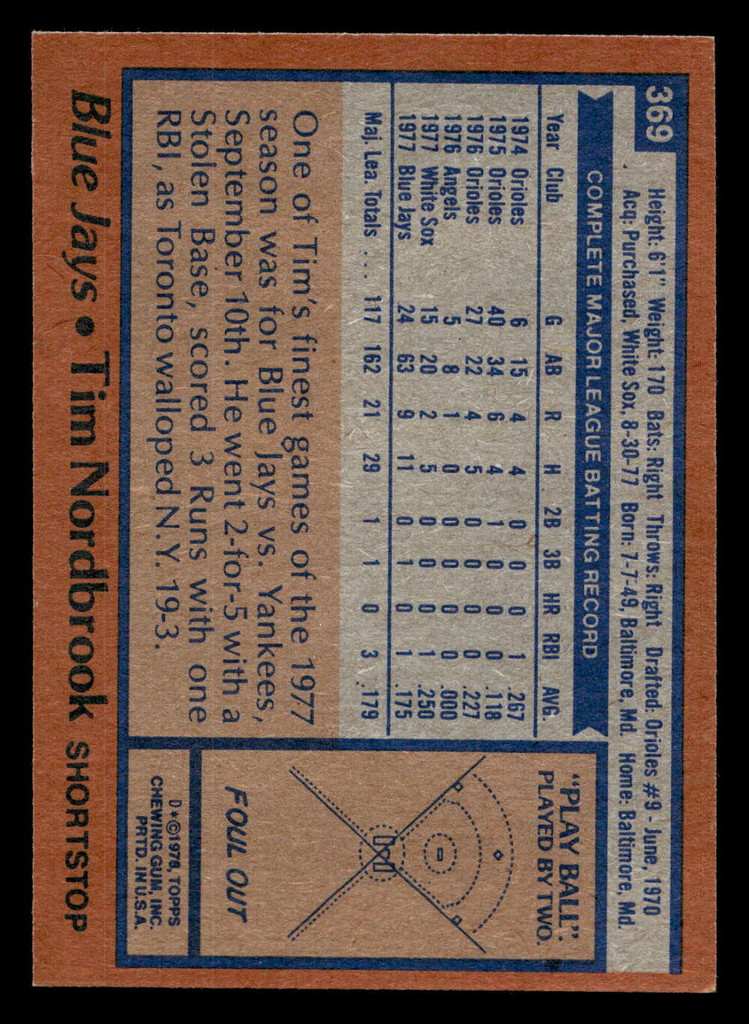 369
Height: 6'1" Weight: 170 Bats: Right Throws: Right Drafted: Orioles #9 - June, 1970
Acq: Purchased, White Sox, 8-30-77 Born: 7-7-49, Baltimore, Md. Home: Baltimore, Md.
COMPLETE MAJOR LEAGUE BATTING RECORD
Year Club G AB R H 2B 3B HR RBI AVG.
1974 Orioles 6 15 4 4 0 0 0 1 .267
1975 Orioles 40 34 6 4 1 0 0 0 .118
1976 Orioles 27 22 4 5 0 0 0 0 .227
1976 Angels 5 8 1 0 0 0 0 0 .000
1977 White Sox 15 20 2 5 0 0 0 1 .250
1977 Blue Jays 24 63 9 11 0 1 0 1 .175
Maj. Lea. Totals . . . 117 162 21 29 1 1 0 3 .179
One of Tim's finest games of the 1977
season was for Blue Jays vs. Yankees,
September 10th. He went 2-for-5 with a
Stolen Base, scored 3 Runs with one
RBI, as Toronto walloped N.Y. 19-3.
"PLAY BALL"
PLAYED BY TWO.
FOUL OUT
D*©1978, TOPPS
CHEWING GUM, INC.
PRTD. IN U.S.A.
Blue Jays • Tim Nordbrook SHORTSTOP